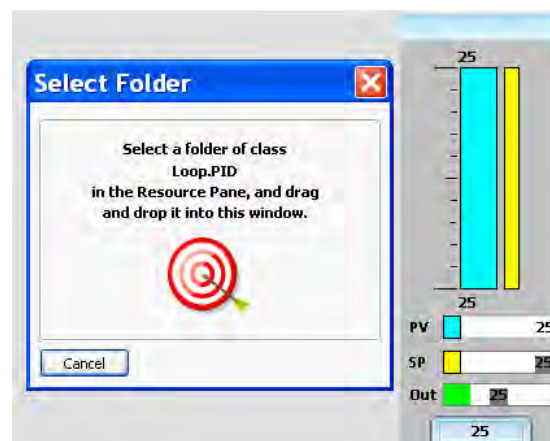 Select Folder
Select a folder of class
Loop.PID
in the Resource Pane, and drag
and drop it into this window.
Cancel
25
25
PV 25
SP 25
Out 25
25